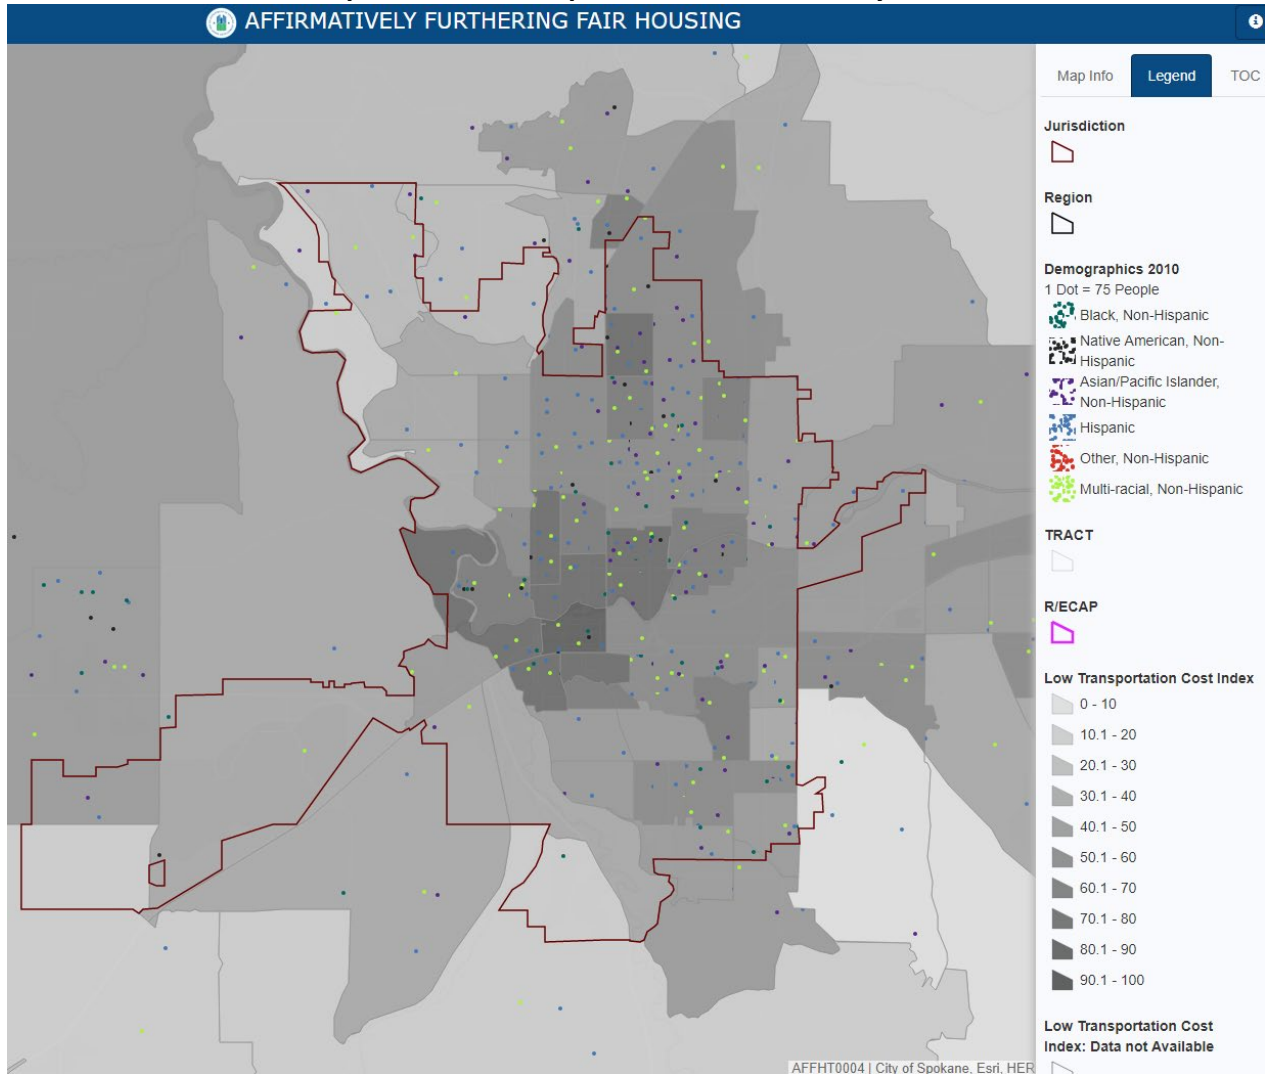 AFFIRMATIVELY FURTHERING FAIR HOUSING
Map Info Legend TOC
Jurisdiction
Region
Demographics 2010
1 Dot = 75 People
Black, Non-Hispanic
Native American, Non-
Hispanic
Asian/Pacific Islander,
Non-Hispanic
Hispanic
Other, Non-Hispanic
Multi-racial, Non-Hispanic
TRACT
R/ECAP
Low Transportation Cost Index
0 - 10
10.1 - 20
20.1 - 30
30.1 - 40
40.1 - 50
50.1 - 60
60.1 - 70
70.1 - 80
80.1 - 90
90.1 - 100
Low Transportation Cost
Index: Data not Available
AFFHT0004 | City of Spokane, Esri, HER